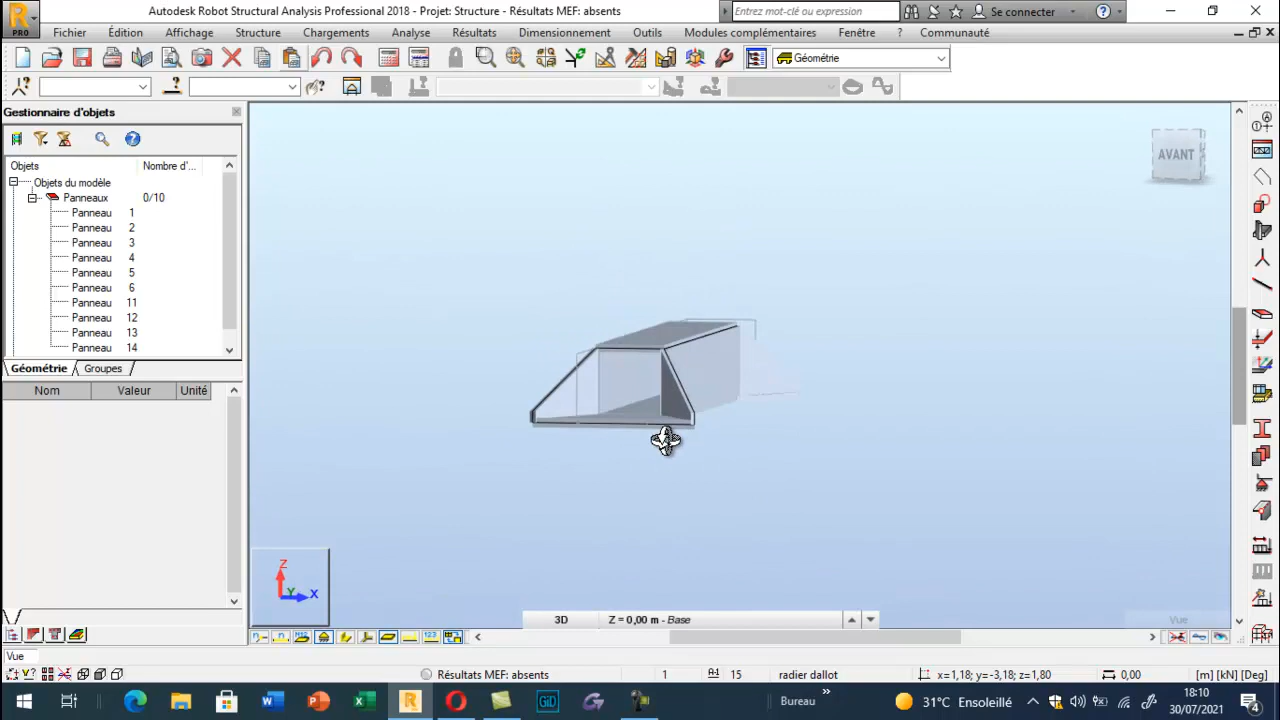 Autodesk Robot Structural Analysis Professional 2018 - Projet: Structure - Résultats MEF: absents
Entrez mot-clé ou expression
Se connecter
PRO
Fichier Édition Affichage Structure Chargements Analyse Résultats Dimensionnement Outils Modules complémentaires Fenêtre ? Communauté
Géométrie
Gestionnaire d'objets
Objets Nombre d'...
Objets du modèle
Panneaux 0/10
Panneau 1
Panneau 2
Panneau 3
Panneau 4
Panneau 5
Panneau 6
Panneau 11
Panneau 12
Panneau 13
Panneau 14
Géométrie Groupes
Nom Valeur Unité
AVANT
Z
Y
X
3D Z = 0,00 m - Base
Vue
Vue
Résultats MEF: absents 1 15 radier dallot x=1,18; y=-3,18; z=1,80 0,00 [m] [kN] [Deg]
Bureau
31°C Ensoleillé
18:10
30/07/2021
4